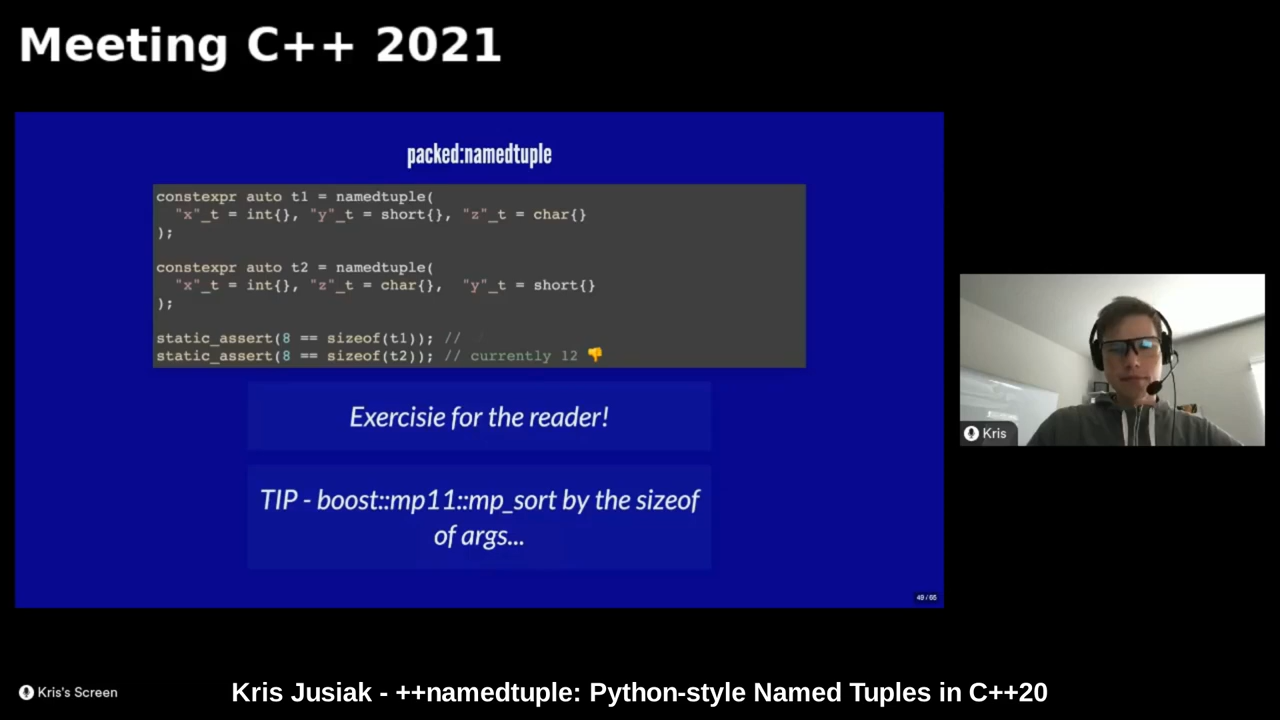 Meeting C++ 2021
packed:namedtuple
constexpr auto t1 = namedtuple(
"x"_t = int{}, "y"_t = short{}, "z"_t = char{}
);
constexpr auto t2 = namedtuple(
"x"_t = int{}, "z"_t = char{}, "y"_t = short{}
);
static_assert(8 == sizeof(t1)); //
static_assert(8 == sizeof(t2)); // currently 12 👎
Exercisie for the reader!
TIP - boost::mp11::mp_sort by the sizeof
of args...
49 / 65
Kris
Kris's Screen
Kris Jusiak - ++namedtuple: Python-style Named Tuples in C++20